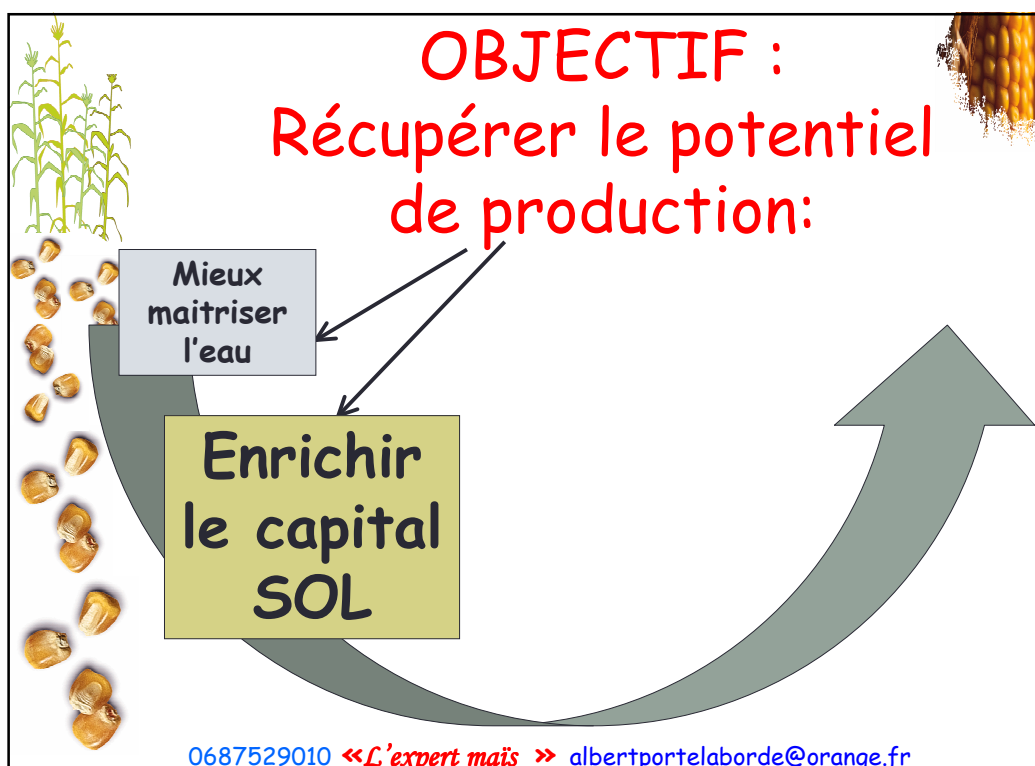 OBJECTIF :
Récupérer le potentiel
de production:
Mieux
maitriser
l'eau
Enrichir
le capital
SOL
0687529010 «L'expert maïs » albertportelaborde@orange.fr